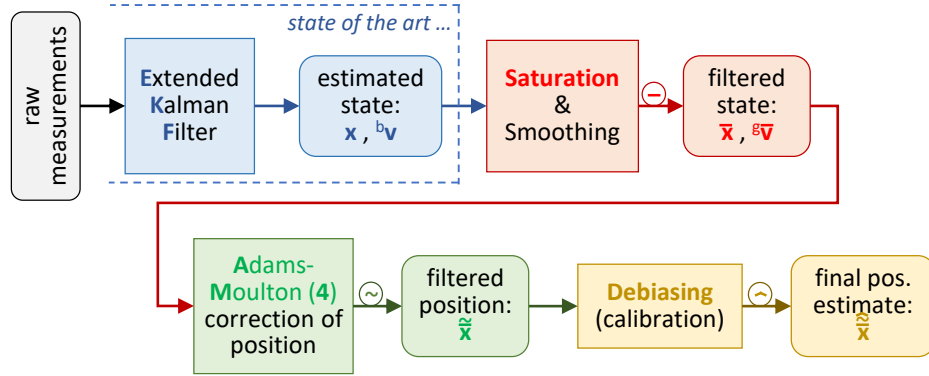 state of the art ...
raw
measurements
Extended
Kalman
Filter
estimated
state:
x , ᵇv
Saturation
&
Smoothing
−
filtered
state:
x̅ , ᵍv̅
Adams-
Moulton (4)
correction of
position
~
filtered
position:
x̅̃
Debiasing
(calibration)
^
final pos.
estimate:
x̅̃̂